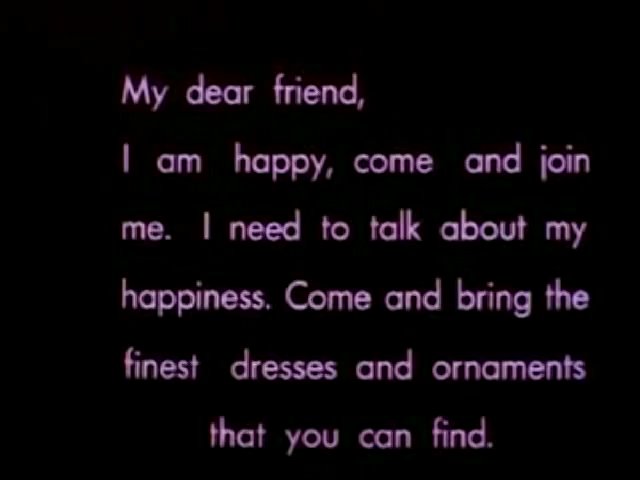 My dear friend,
I am happy, come and join
me. I need to talk about my
happiness. Come and bring the
finest dresses and ornaments
that you can find.